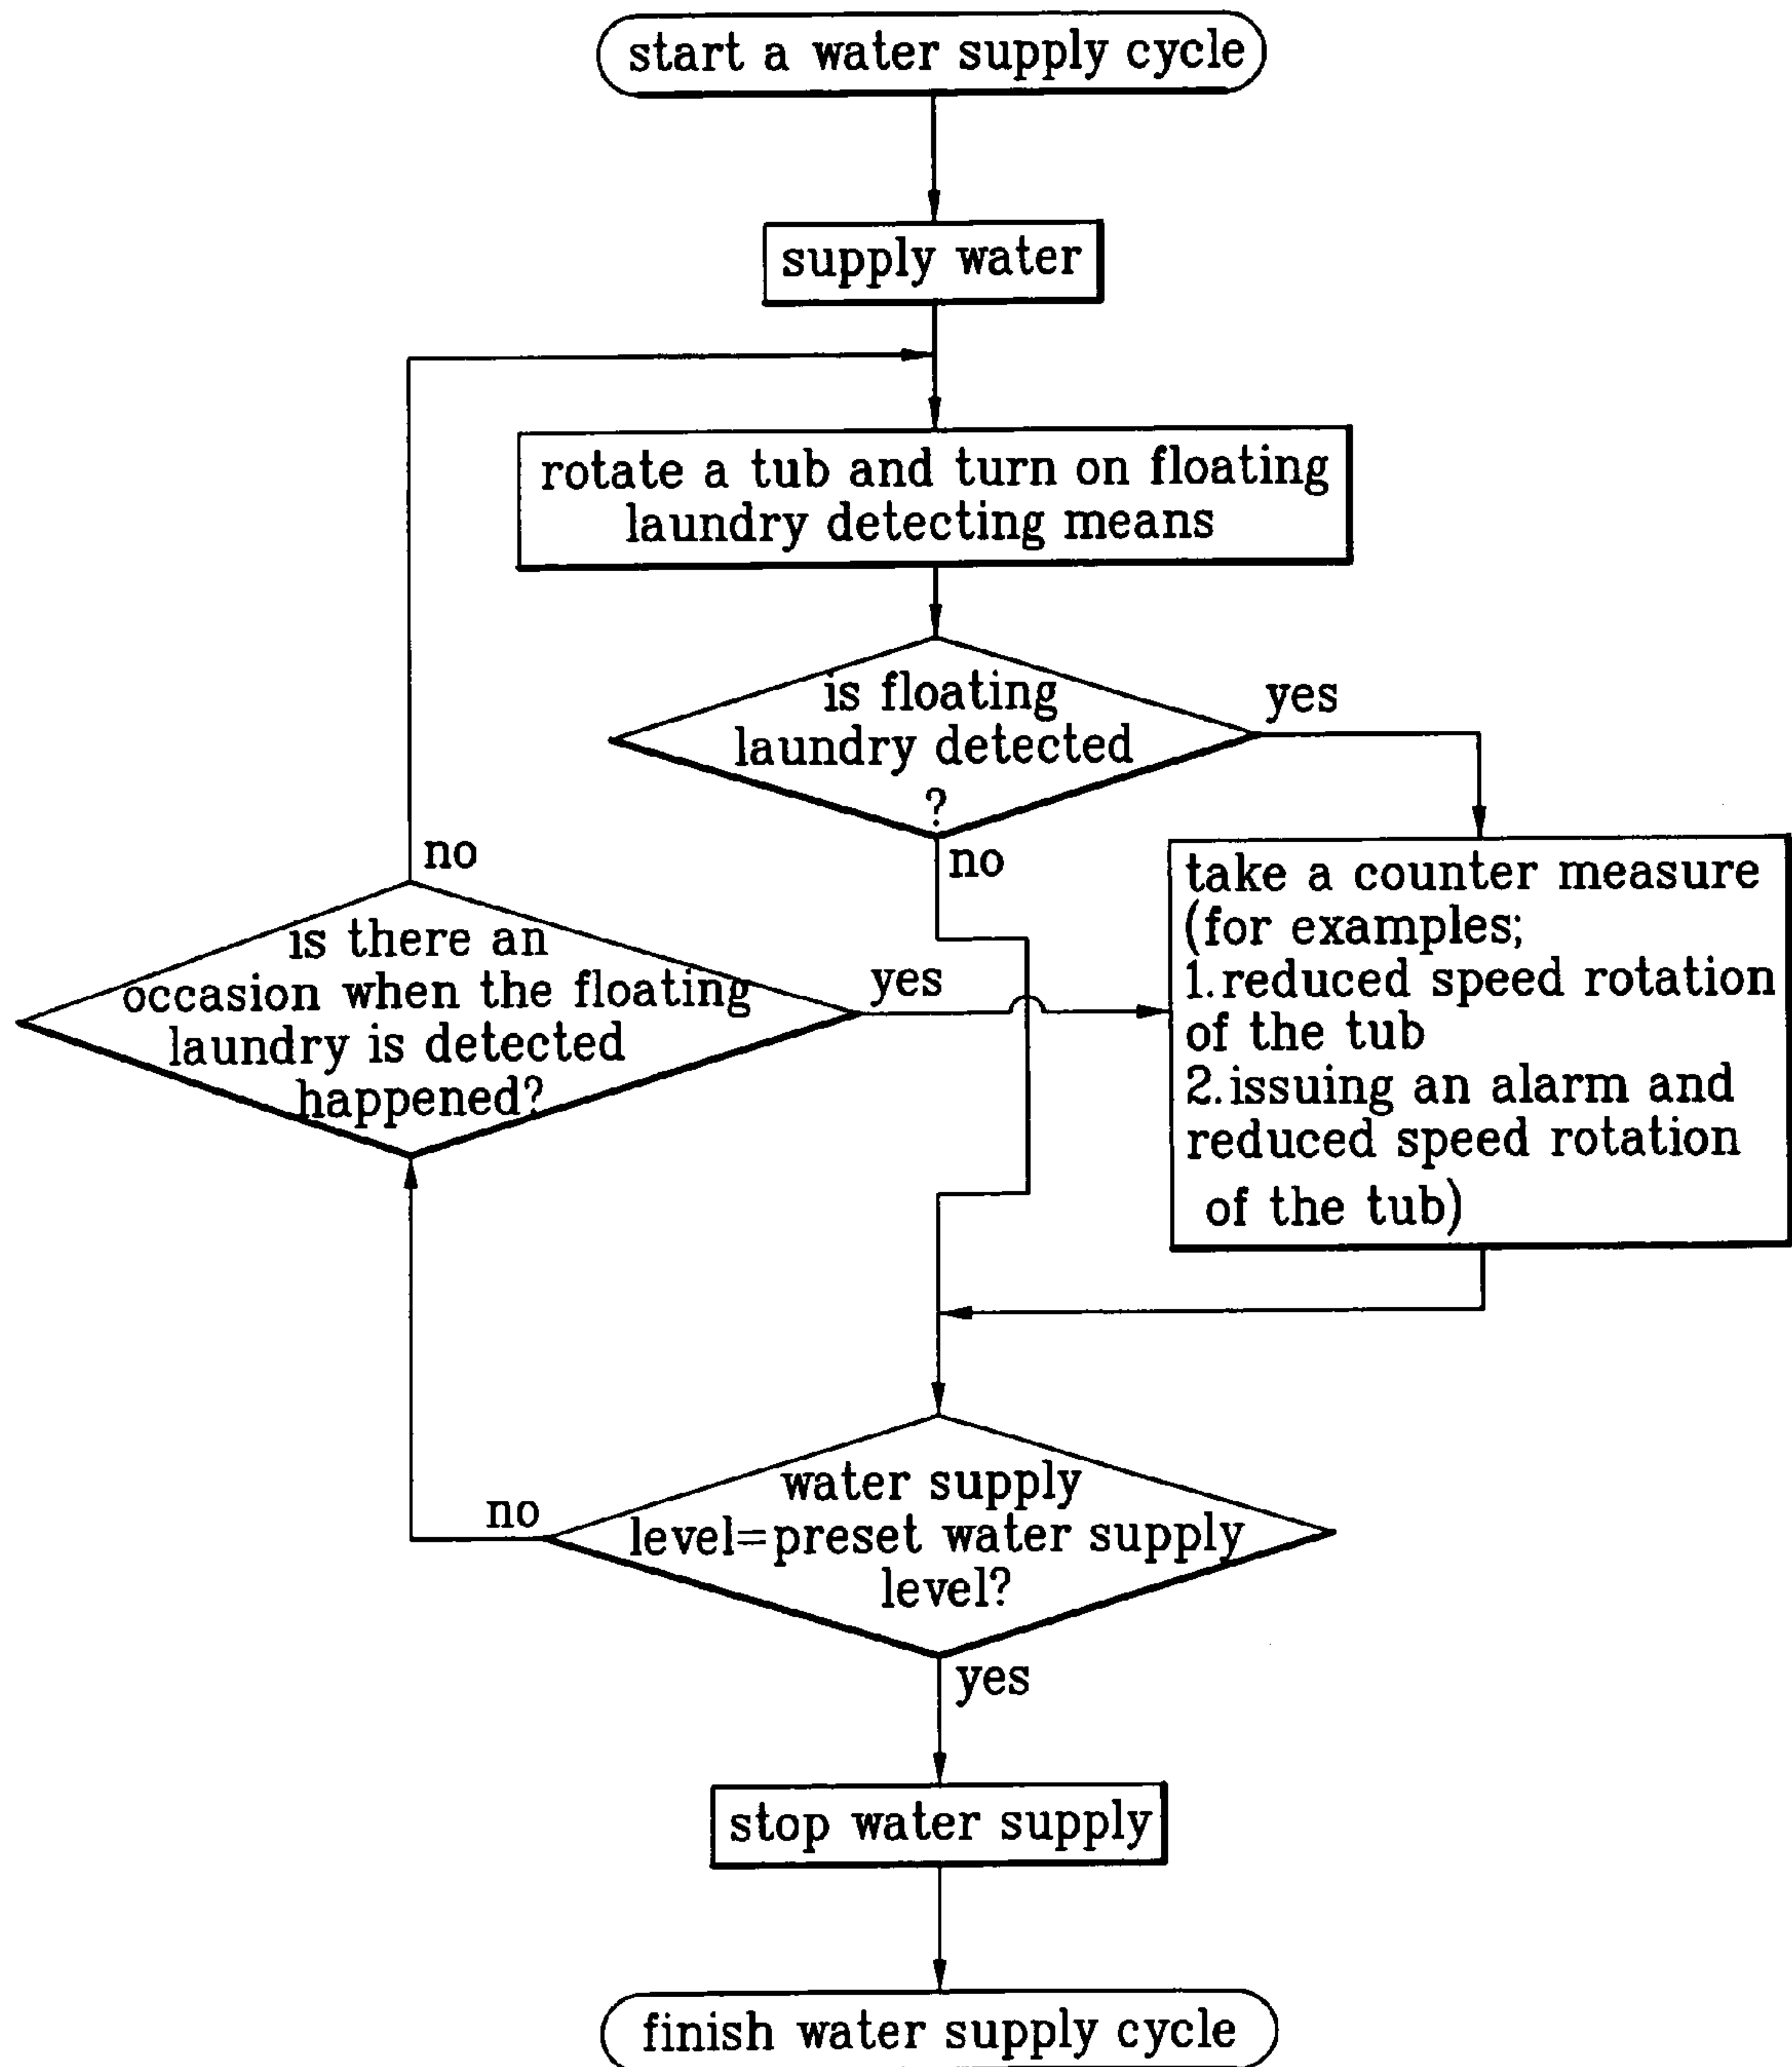 start a water supply cycle
supply water
rotate a tub and turn on floating
laundry detecting means
is floating
laundry detected
?
yes
no
take a counter measure
(for examples;
1.reduced speed rotation
of the tub
2.issuing an alarm and
reduced speed rotation
of the tub)
no
is there an
occasion when the floating
laundry is detected
happened?
yes
water supply
level=preset water supply
level?
no
yes
stop water supply
finish water supply cycle